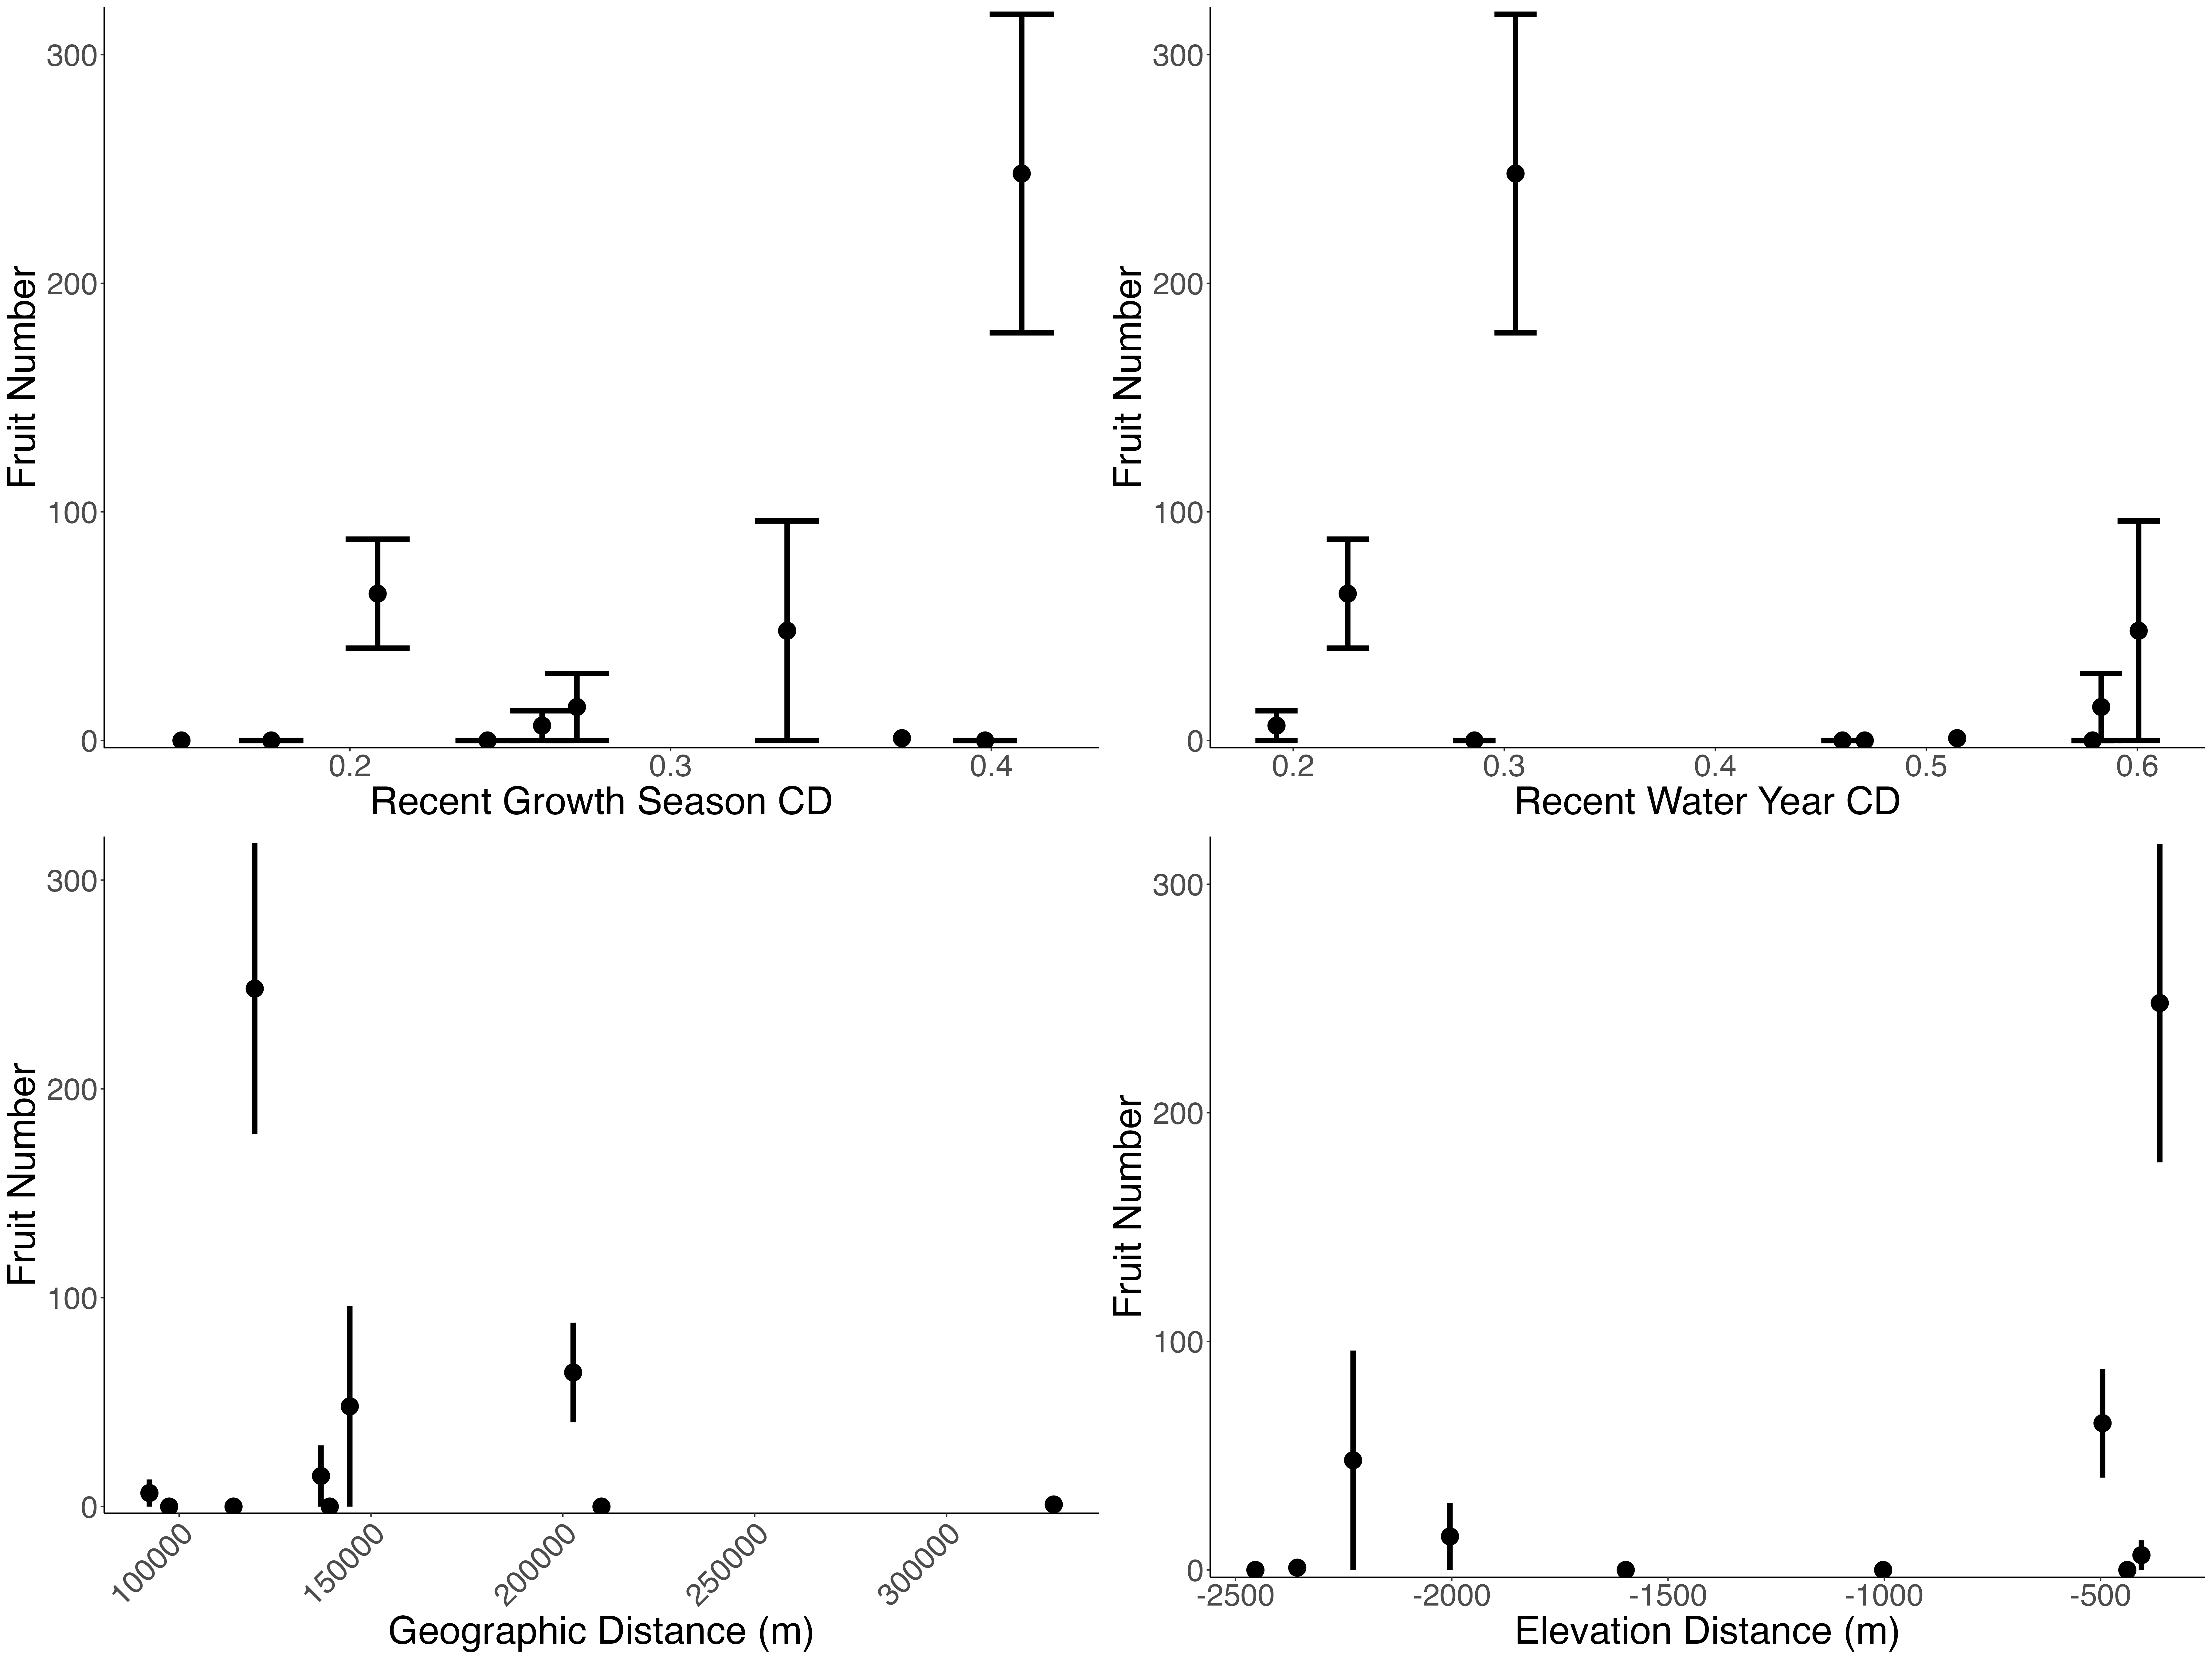 Fruit Number
300
200
100
0
0.2 0.3 0.4
Recent Growth Season CD
Fruit Number
300
200
100
0
0.2 0.3 0.4 0.5 0.6
Recent Water Year CD
Fruit Number
300
200
100
0
100000 150000 200000 250000 300000
Geographic Distance (m)
Fruit Number
300
200
100
0
-2500 -2000 -1500 -1000 -500
Elevation Distance (m)